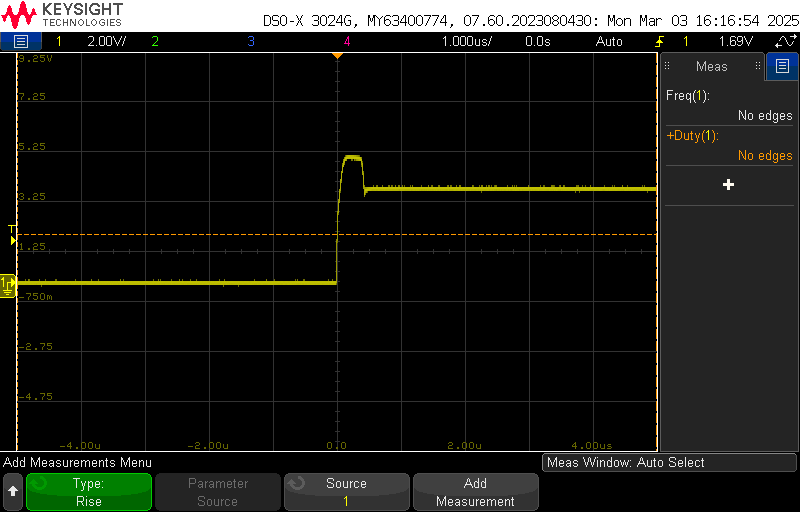 KEYSIGHT
TECHNOLOGIES
DSO-X 3024G, MY63400774, 07.60.2023080430: Mon Mar 03 16:16:54 2025
1 2.00V/ 2 3 4 1.000us/ 0.0s Auto 1 1.69V
9.25V
7.25
5.25
3.25
T
1.25
1
-750m
-2.75
-4.75
-4.00u -2.00u 0.0 2.00u 4.00us
Meas
Freq(1):
No edges
+Duty(1):
No edges
Add Measurements Menu
Meas Window: Auto Select
Type:
Rise
Parameter
Source
Source
1
Add
Measurement